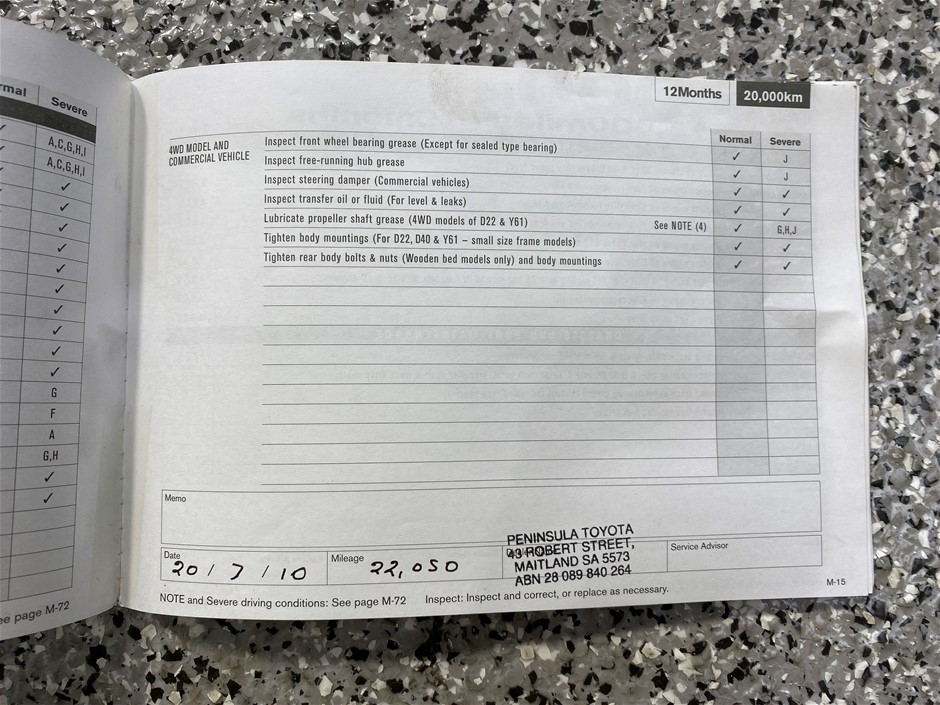 rmal Severe
A,C,G,H,I
A,C,G,H,I
✓
✓
✓
✓
✓
✓
✓
✓
✓
✓
G
F
A
G,H
✓
✓
ee page M-72
12Months 20,000km
Normal Severe
4WD MODEL AND
COMMERCIAL VEHICLE
Inspect front wheel bearing grease (Except for sealed type bearing) ✓ J
Inspect free-running hub grease ✓ J
Inspect steering damper (Commercial vehicles) ✓ ✓
Inspect transfer oil or fluid (For level & leaks) ✓ ✓
Lubricate propeller shaft grease (4WD models of D22 & Y61) See NOTE (4) ✓ G,H,J
Tighten body mountings (For D22, D40 & Y61 – small size frame models) ✓ ✓
Tighten rear body bolts & nuts (Wooden bed models only) and body mountings ✓ ✓
Memo
Date 20/7/10
Mileage 22,050
PENINSULA TOYOTA
43 ROBERT STREET,
MAITLAND SA 5573
ABN 28 089 840 264
Service Advisor
NOTE and Severe driving conditions: See page M-72 Inspect: Inspect and correct, or replace as necessary.
M-15